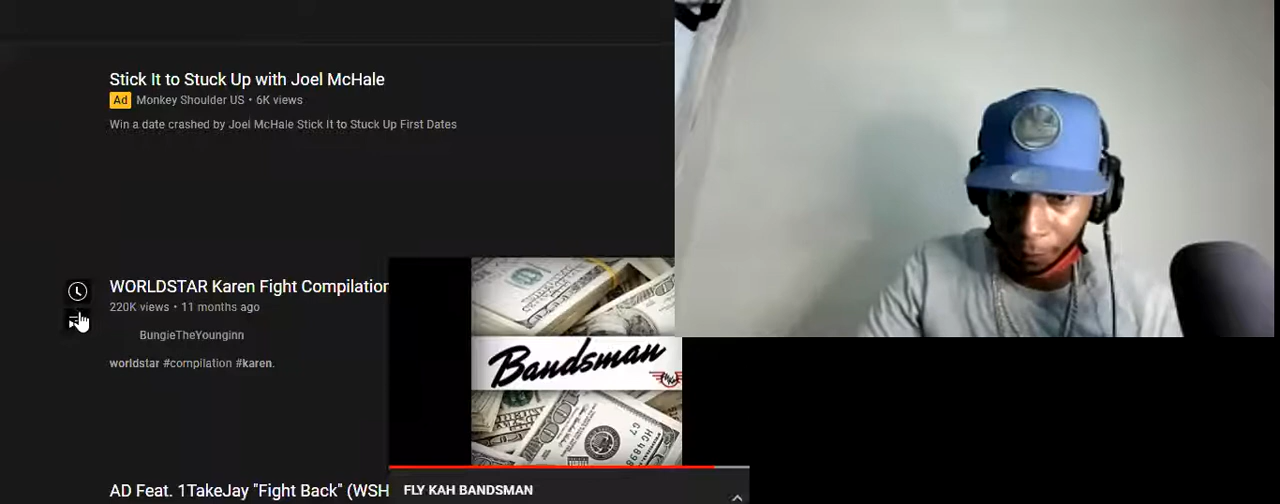 Stick It to Stuck Up with Joel McHale
Ad Monkey Shoulder US • 6K views
Win a date crashed by Joel McHale Stick It to Stuck Up First Dates
WORLDSTAR Karen Fight Compilation
220K views • 11 months ago
BungieTheYounginn
worldstar #compilation #karen.
Bandsman
AD Feat. 1TakeJay "Fight Back" (WSH
FLY KAH BANDSMAN